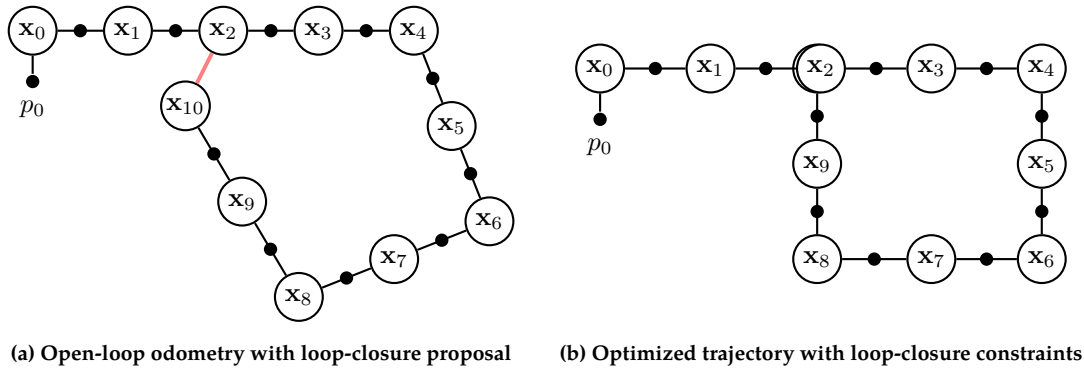 x₀ x₁ x₂ x₃ x₄
p₀
x₁₀
x₅
x₉
x₆
x₇
x₈
(a) Open-loop odometry with loop-closure proposal
x₀ x₁ x₂ x₃ x₄
p₀
x₉ x₅
x₈ x₇ x₆
(b) Optimized trajectory with loop-closure constraints